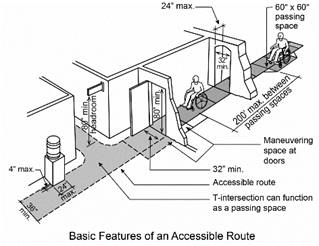 24" max.
60" x 60"
passing
space
32"
min.
80" min.
headroom
80" min.
200' max. between
passing spaces
Maneuvering
space at
doors
4" max.
24"
max.
32" min.
Accessible route
36"
min.
T-intersection can function
as a passing space
Basic Features of an Accessible Route